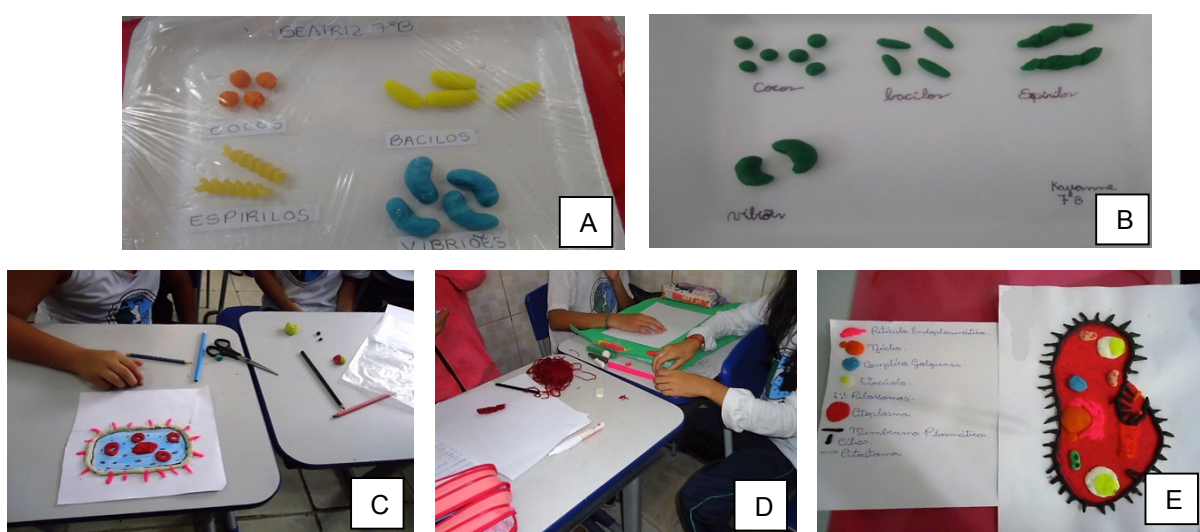 BEATRIZ 7ºB
COCOS
BACILOS
ESPIRILOS
VIBRIÕES
A
Cocos
bacilos
Espirilos
Vibriões
Kayanne
7ºB
B
C
D
Retículo Endoplasmático
Núcleo.
Complexo Golgiense
Vacúolo.
Ribossomos.
Citoplasma
Membrana Plasmática
Cílios.
Citostoma
E